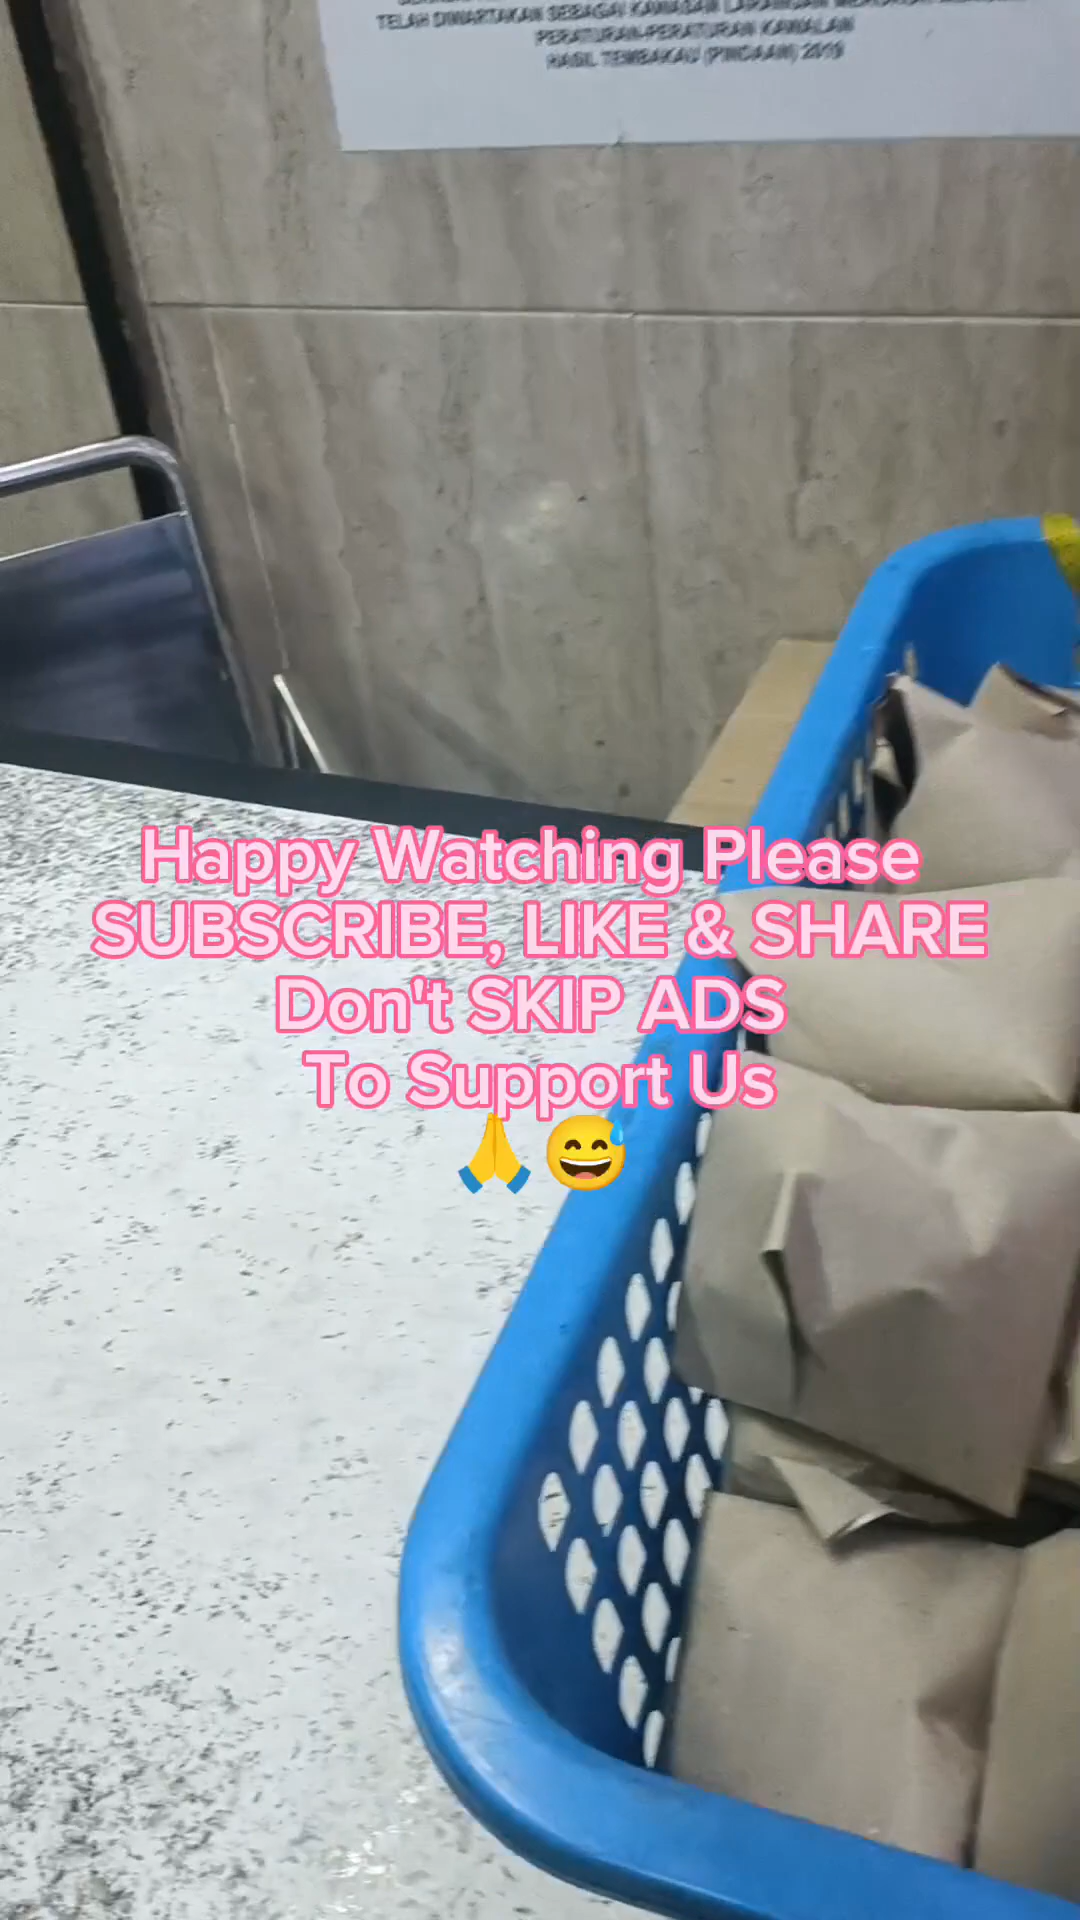 TELAH DIWARTAKAN SEBAGAI KAWASAN LARANGAN
PERATURAN-PERATURAN KAWALAN
HASIL TEMBAKAU (PINDAAN) 2019
Happy Watching Please
SUBSCRIBE, LIKE & SHARE
Don't SKIP ADS
To Support Us
🙏😅